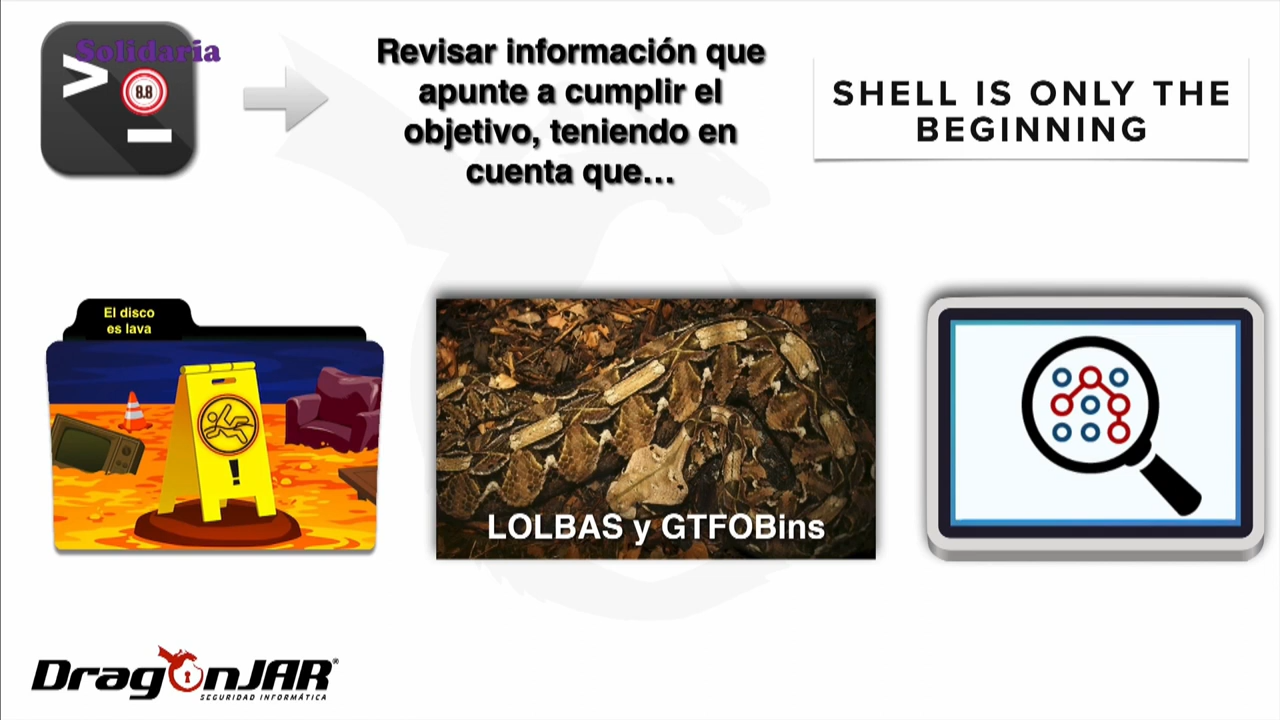 Solidaria
8.8
Revisar información que
apunte a cumplir el
objetivo, teniendo en
cuenta que...
SHELL IS ONLY THE
BEGINNING
El disco
es lava
!
LOLBAS y GTFOBins
DragonJAR®
SEGURIDAD INFORMÁTICA